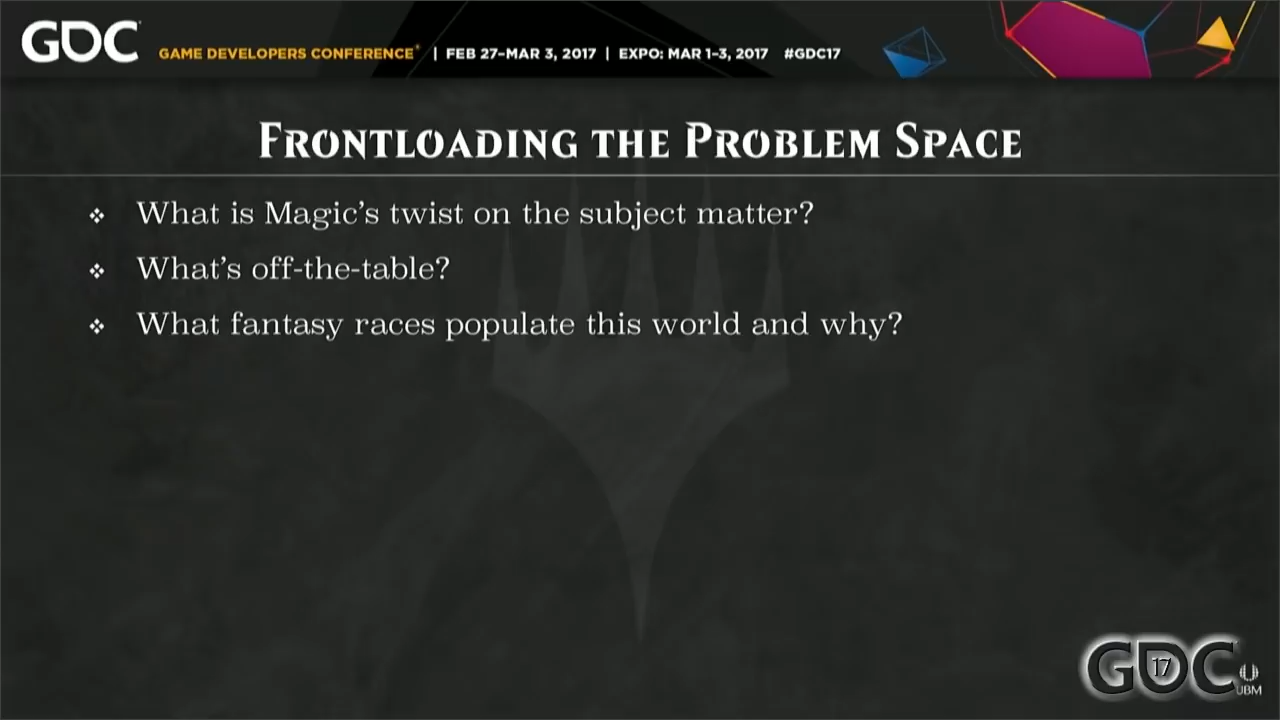 GDC GAME DEVELOPERS CONFERENCE® | FEB 27–MAR 3, 2017 | EXPO: MAR 1–3, 2017 #GDC17
FRONTLOADING THE PROBLEM SPACE
❖ What is Magic’s twist on the subject matter?
❖ What’s off-the-table?
❖ What fantasy races populate this world and why?
GDC 17
UBM